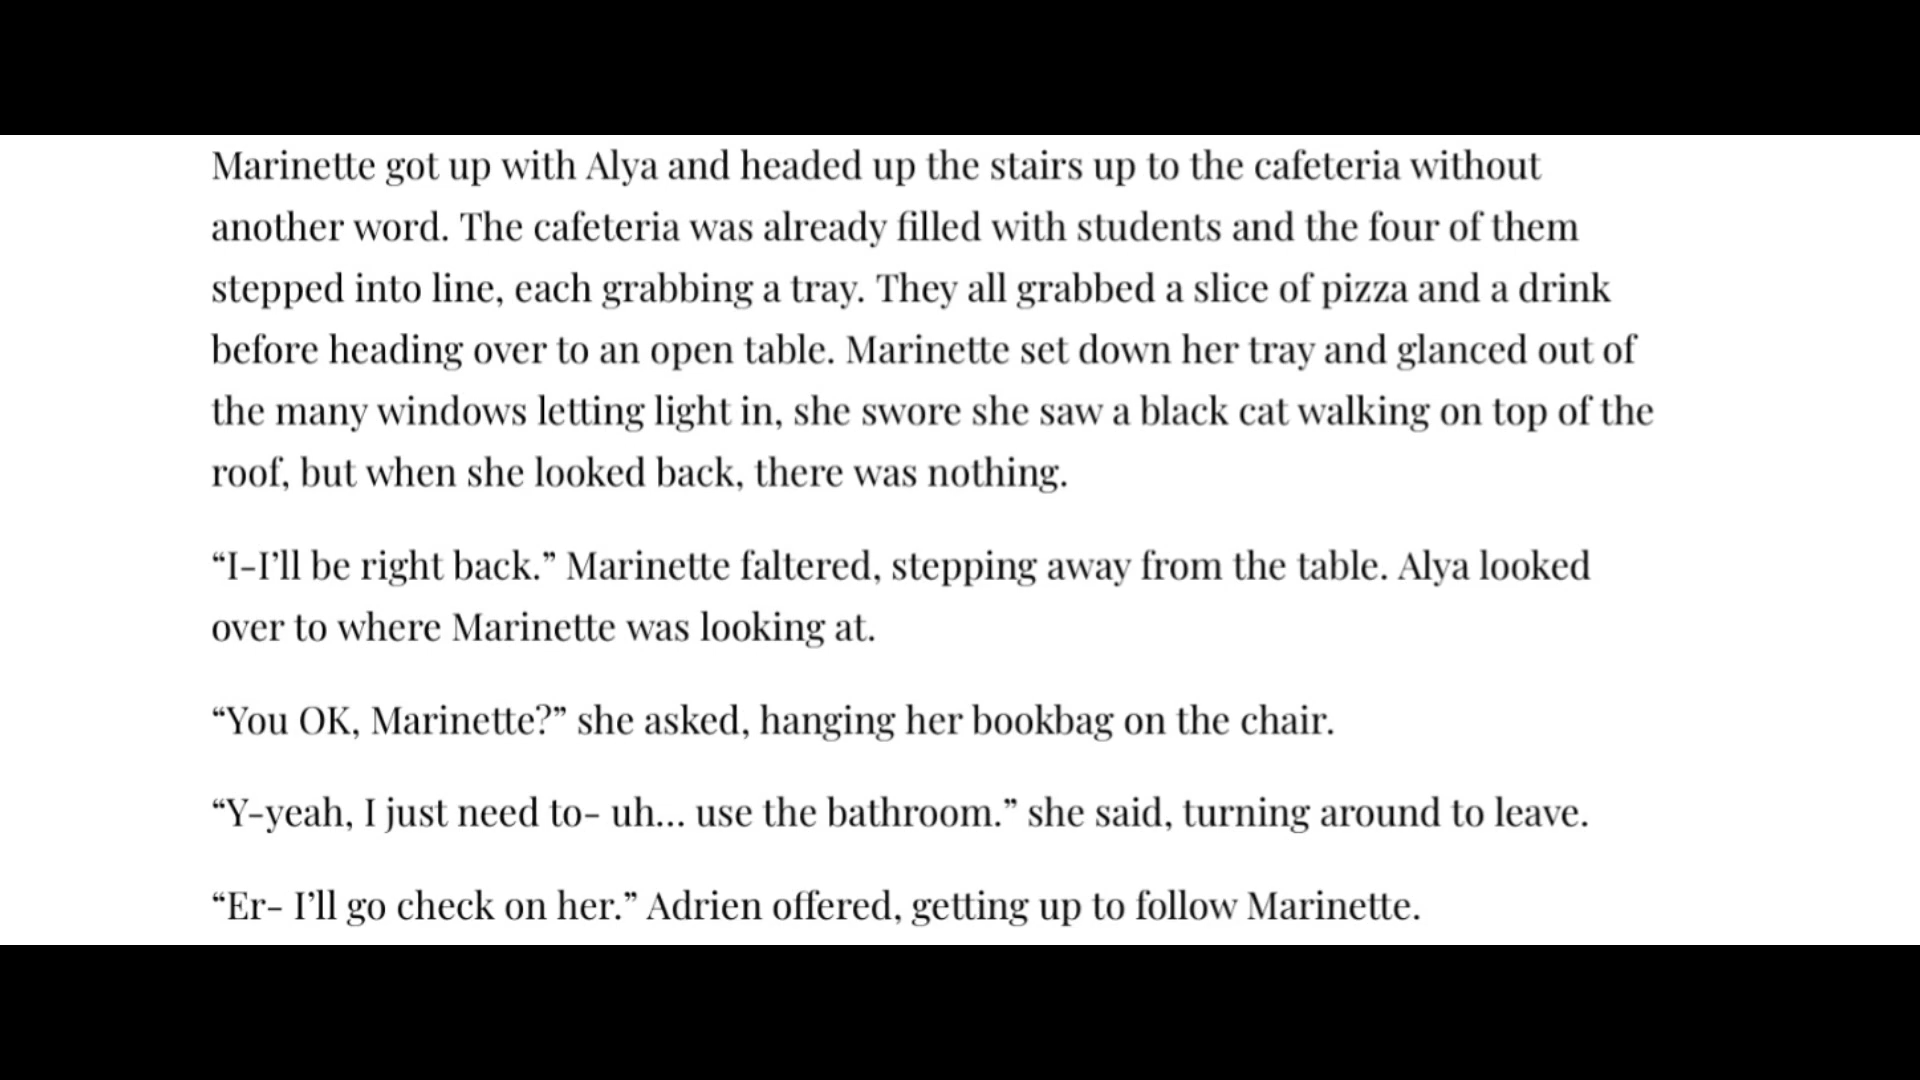 Marinette got up with Alya and headed up the stairs up to the cafeteria without
another word. The cafeteria was already filled with students and the four of them
stepped into line, each grabbing a tray. They all grabbed a slice of pizza and a drink
before heading over to an open table. Marinette set down her tray and glanced out of
the many windows letting light in, she swore she saw a black cat walking on top of the
roof, but when she looked back, there was nothing.
“I-I’ll be right back.” Marinette faltered, stepping away from the table. Alya looked
over to where Marinette was looking at.
“You OK, Marinette?” she asked, hanging her bookbag on the chair.
“Y-yeah, I just need to- uh... use the bathroom.” she said, turning around to leave.
“Er- I’ll go check on her.” Adrien offered, getting up to follow Marinette.